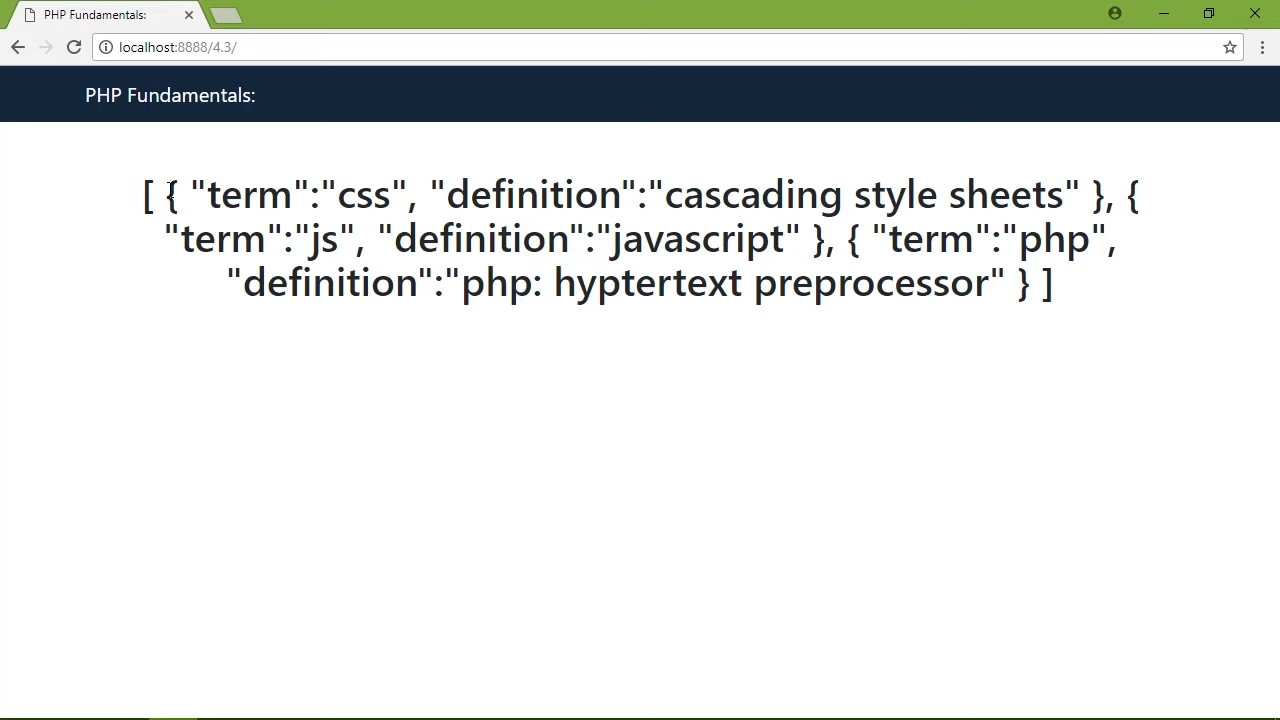 PHP Fundamentals:
localhost:8888/4.3/
PHP Fundamentals:
[ { "term":"css", "definition":"cascading style sheets" }, {
"term":"js", "definition":"javascript" }, { "term":"php",
"definition":"php: hyptertext preprocessor" } ]